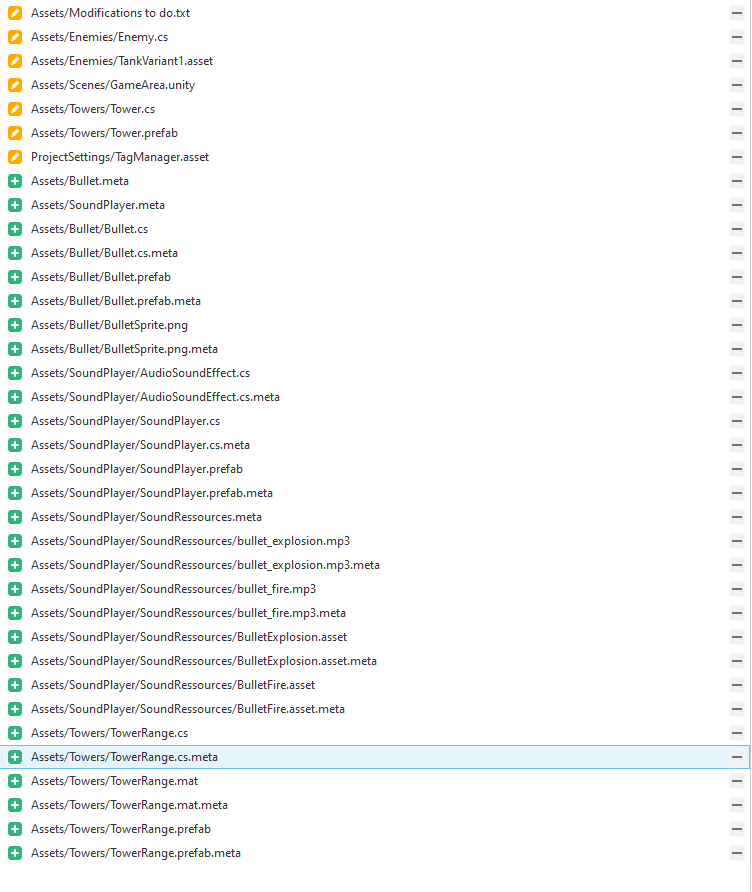 Assets/Modifications to do.txt
Assets/Enemies/Enemy.cs
Assets/Enemies/TankVariant1.asset
Assets/Scenes/GameArea.unity
Assets/Towers/Tower.cs
Assets/Towers/Tower.prefab
ProjectSettings/TagManager.asset
Assets/Bullet.meta
Assets/SoundPlayer.meta
Assets/Bullet/Bullet.cs
Assets/Bullet/Bullet.cs.meta
Assets/Bullet/Bullet.prefab
Assets/Bullet/Bullet.prefab.meta
Assets/Bullet/BulletSprite.png
Assets/Bullet/BulletSprite.png.meta
Assets/SoundPlayer/AudioSoundEffect.cs
Assets/SoundPlayer/AudioSoundEffect.cs.meta
Assets/SoundPlayer/SoundPlayer.cs
Assets/SoundPlayer/SoundPlayer.cs.meta
Assets/SoundPlayer/SoundPlayer.prefab
Assets/SoundPlayer/SoundPlayer.prefab.meta
Assets/SoundPlayer/SoundRessources.meta
Assets/SoundPlayer/SoundRessources/bullet_explosion.mp3
Assets/SoundPlayer/SoundRessources/bullet_explosion.mp3.meta
Assets/SoundPlayer/SoundRessources/bullet_fire.mp3
Assets/SoundPlayer/SoundRessources/bullet_fire.mp3.meta
Assets/SoundPlayer/SoundRessources/BulletExplosion.asset
Assets/SoundPlayer/SoundRessources/BulletExplosion.asset.meta
Assets/SoundPlayer/SoundRessources/BulletFire.asset
Assets/SoundPlayer/SoundRessources/BulletFire.asset.meta
Assets/Towers/TowerRange.cs
Assets/Towers/TowerRange.cs.meta
Assets/Towers/TowerRange.mat
Assets/Towers/TowerRange.mat.meta
Assets/Towers/TowerRange.prefab
Assets/Towers/TowerRange.prefab.meta